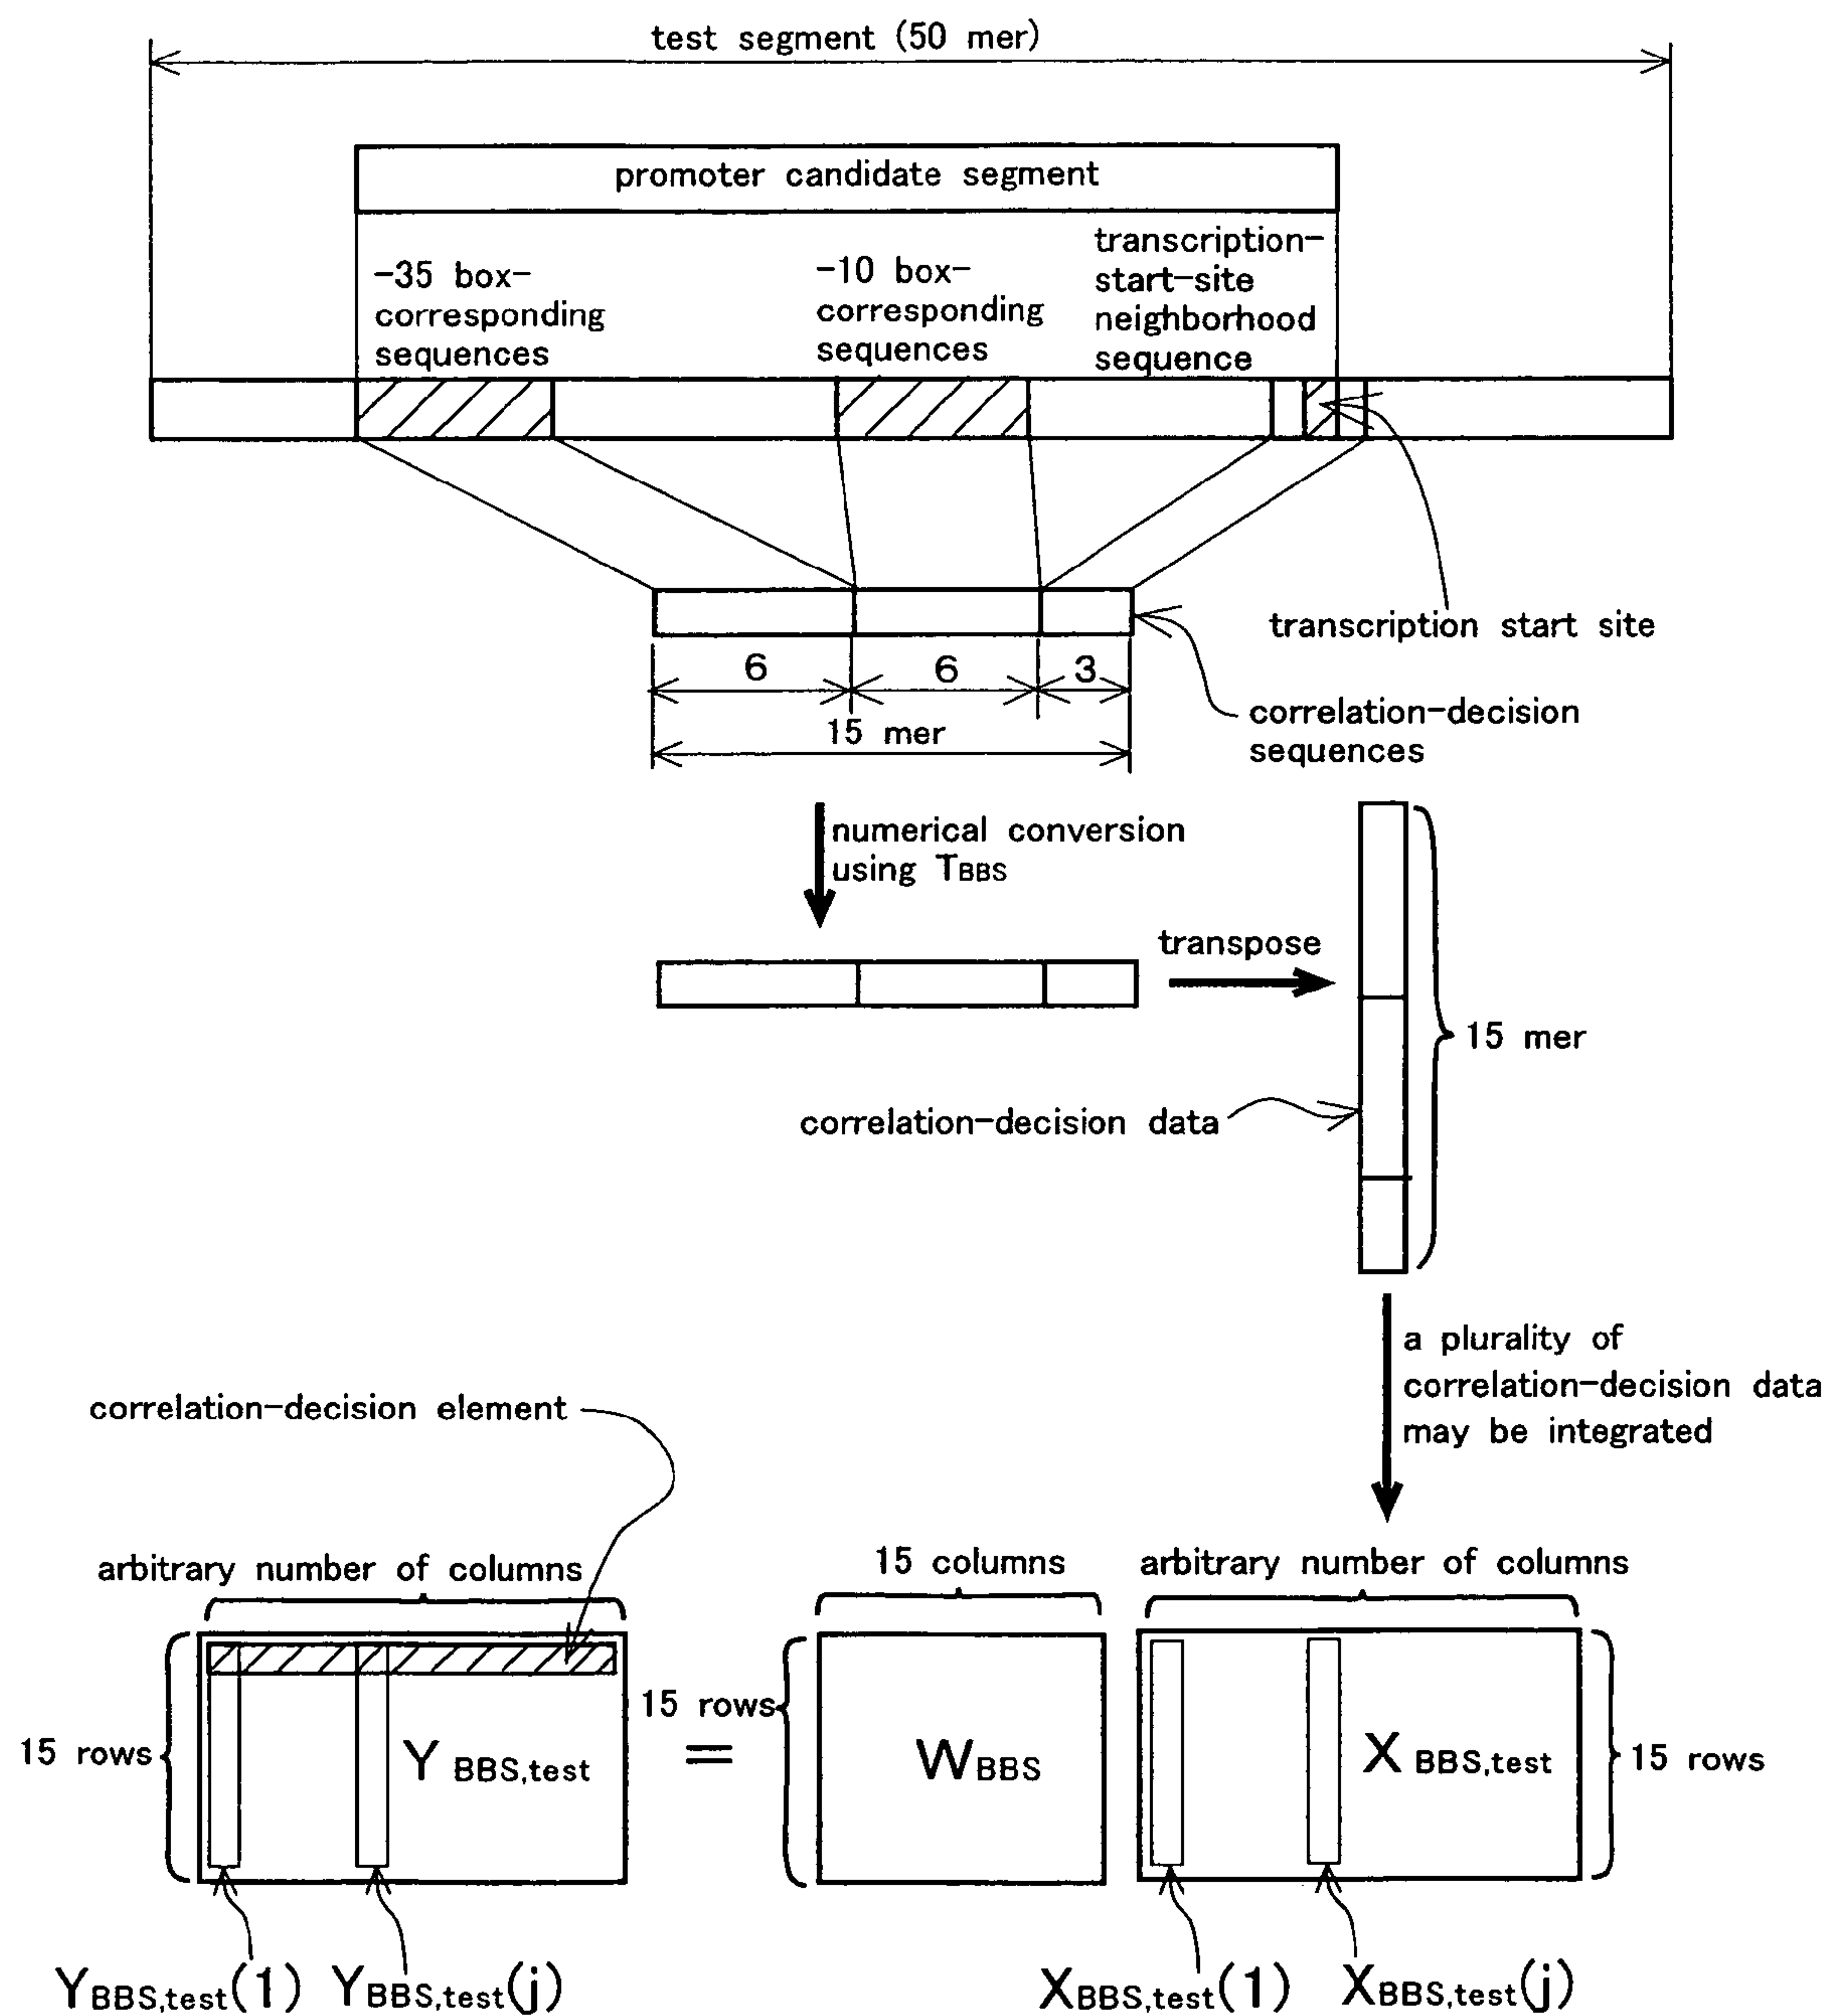 test segment (50 mer)
promoter candidate segment
-35 box-
corresponding
sequences
-10 box-
corresponding
sequences
transcription-
start-site
neighborhood
sequence
transcription start site
6
6
3
15 mer
correlation-decision
sequences
numerical conversion
using TBBS
transpose
15 mer
correlation-decision data
a plurality of
correlation-decision data
may be integrated
correlation-decision element
arbitrary number of columns
15 columns
arbitrary number of columns
15 rows
Y BBS,test
=
15 rows
WBBS
X BBS,test
15 rows
YBBS,test(1)
YBBS,test(j)
XBBS,test(1)
XBBS,test(j)